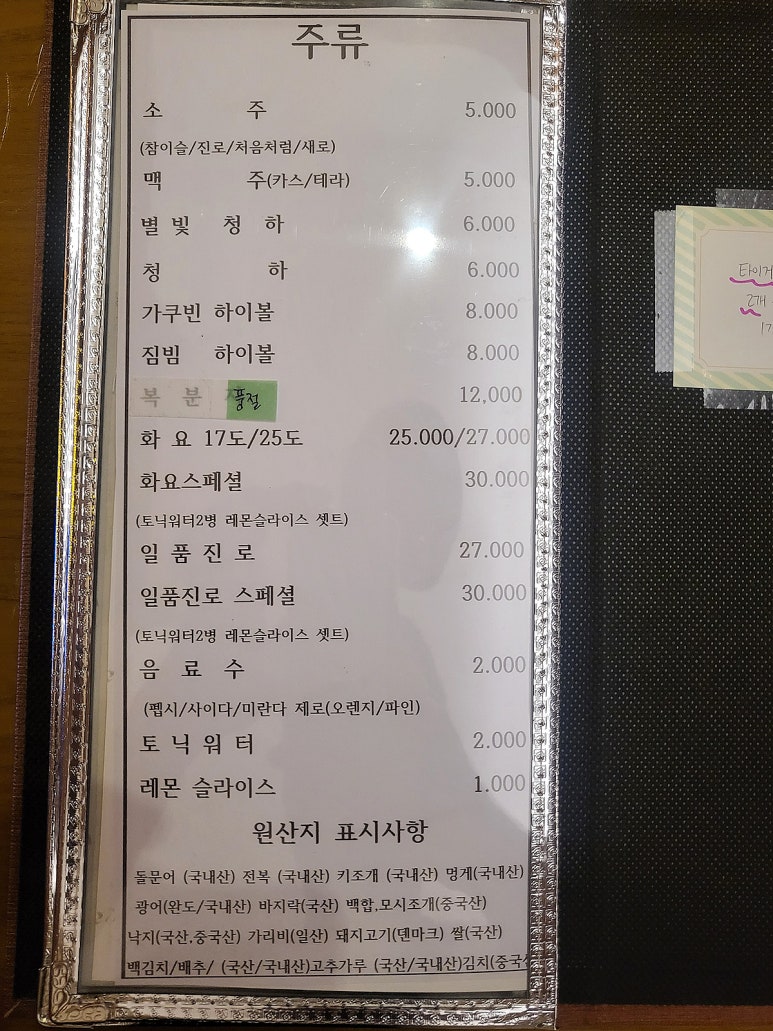 주류
소 주 5.000
(참이슬/진로/처음처럼/새로)
맥 주(카스/테라) 5.000
별빛 청하 6.000
청 하 6.000
가쿠빈 하이볼 8.000
짐빔 하이볼 8.000
복 분 품절 12,000
화 요 17도/25도 25.000/27.000
화요스페셜 30.000
(토닉워터2병 레몬슬라이스 셋트)
일 품 진 로 27.000
일품진로 스페셜 30.000
(토닉워터2병 레몬슬라이스 셋트)
음 료 수 2.000
(펩시/사이다/미란다 제로(오렌지/파인)
토 닉 워 터 2.000
레몬 슬라이스 1.000
원산지 표시사항
돌문어 (국내산) 전복 (국내산) 키조개 (국내산) 멍게(국내산)
광어(완도/국내산) 바지락(국산) 백합,모시조개(중국산)
낙지(국산,중국산) 가리비(일산) 돼지고기(덴마크) 쌀(국산)
백김치/배추/ (국산/국내산)고추가루 (국산/국내산)김치(중국산
타이거
2개